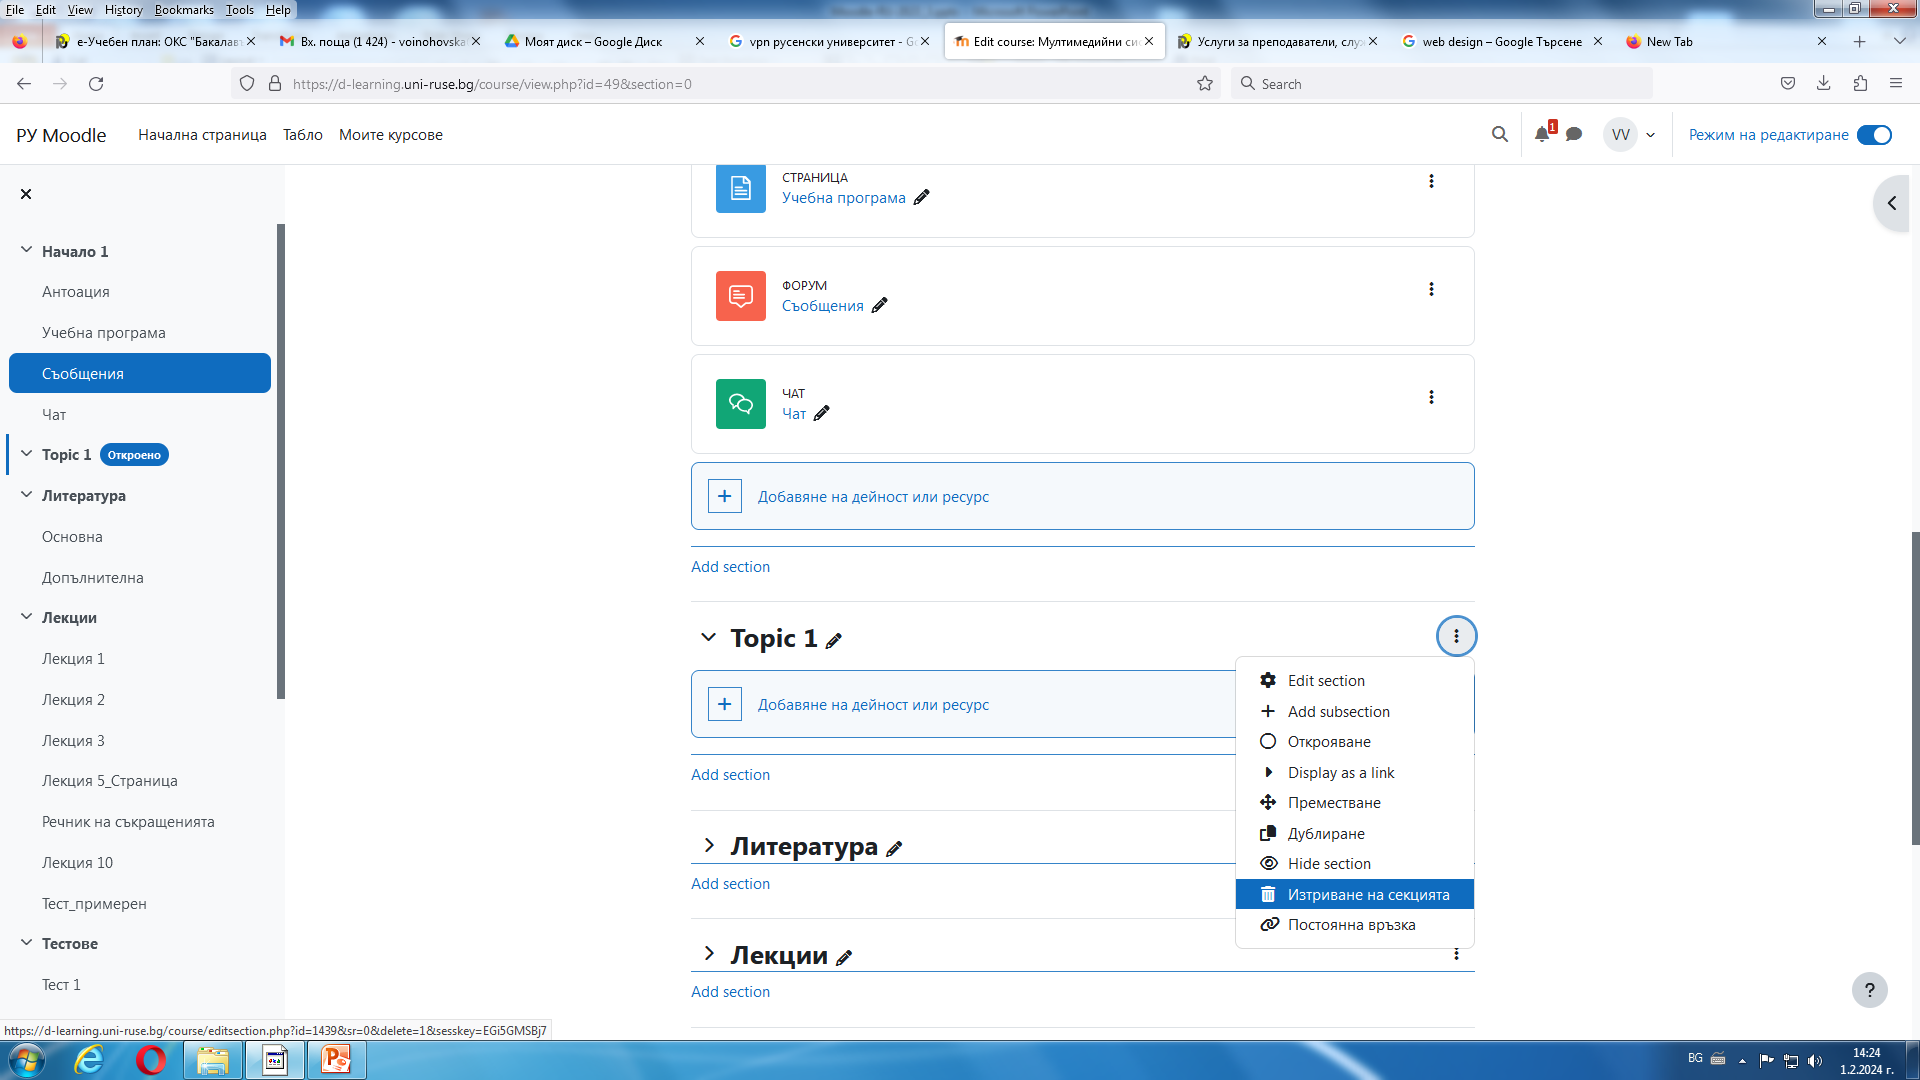 File Edit View History Bookmarks Tools Help
е-Учебен план: ОКС "Бакалавъ
Вх. поща (1 424) - voinohovska
Моят диск – Google Диск
vpn русенски университет - Go
Edit course: Мултимедийни сис
Услуги за преподаватели, служ
web design – Google Търсене
New Tab
https://d-learning.uni-ruse.bg/course/view.php?id=49&section=0
Search
РУ Moodle
Начална страница
Табло
Моите курсове
1
VV
Режим на редактиране
Начало 1
Антоация
Учебна програма
Съобщения
Чат
Topic 1 Откроено
Литература
Основна
Допълнителна
Лекции
Лекция 1
Лекция 2
Лекция 3
Лекция 5_Страница
Речник на съкращенията
Лекция 10
Тест_примерен
Тестове
Тест 1
СТРАНИЦА
Учебна програма
ФОРУМ
Съобщения
ЧАТ
Чат
Добавяне на дейност или ресурс
Add section
Topic 1
Добавяне на дейност или ресурс
Add section
Литература
Add section
Лекции
Add section
Edit section
Add subsection
Открояване
Display as a link
Преместване
Дублиране
Hide section
Изтриване на секцията
Постоянна връзка
?
https://d-learning.uni-ruse.bg/course/editsection.php?id=1439&sr=0&delete=1&sesskey=EGi5GMSBj7
BG
14:24
1.2.2024 г.